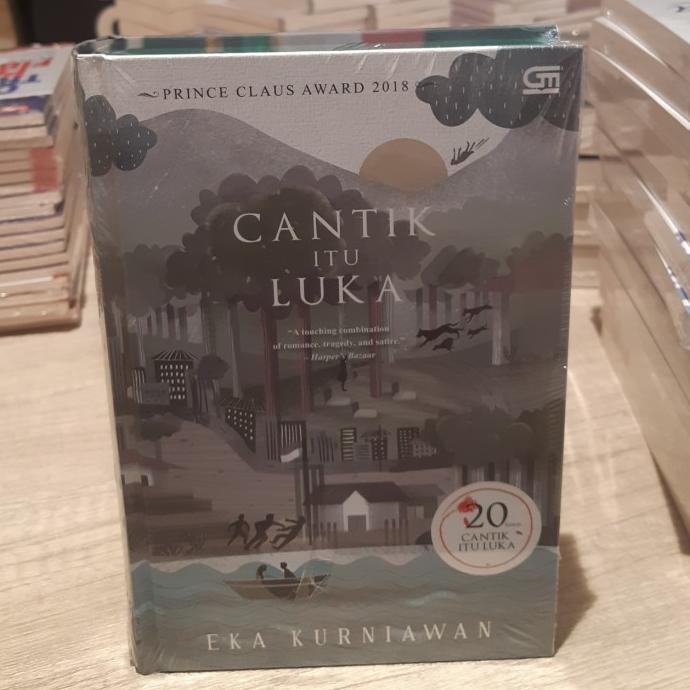 PRINCE CLAUS AWARD 2018
GM
CANTIK
ITU
LUKA
"A touching combination
of romance, tragedy, and satire."
– Harper's Bazaar
20
CANTIK
ITU LUKA
EKA KURNIAWAN